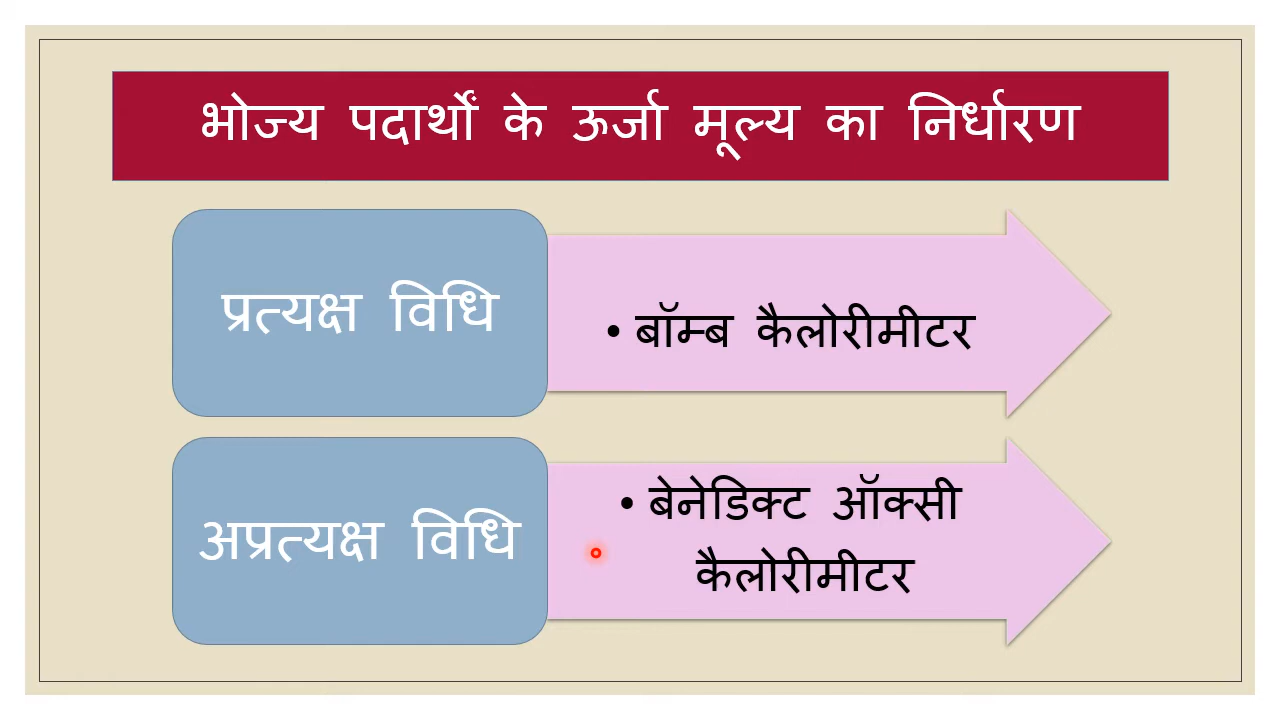 भोज्य पदार्थों के ऊर्जा मूल्य का निर्धारण
प्रत्यक्ष विधि
• बॉम्ब कैलोरीमीटर
अप्रत्यक्ष विधि
• बेनेडिक्ट ऑक्सी
कैलोरीमीटर